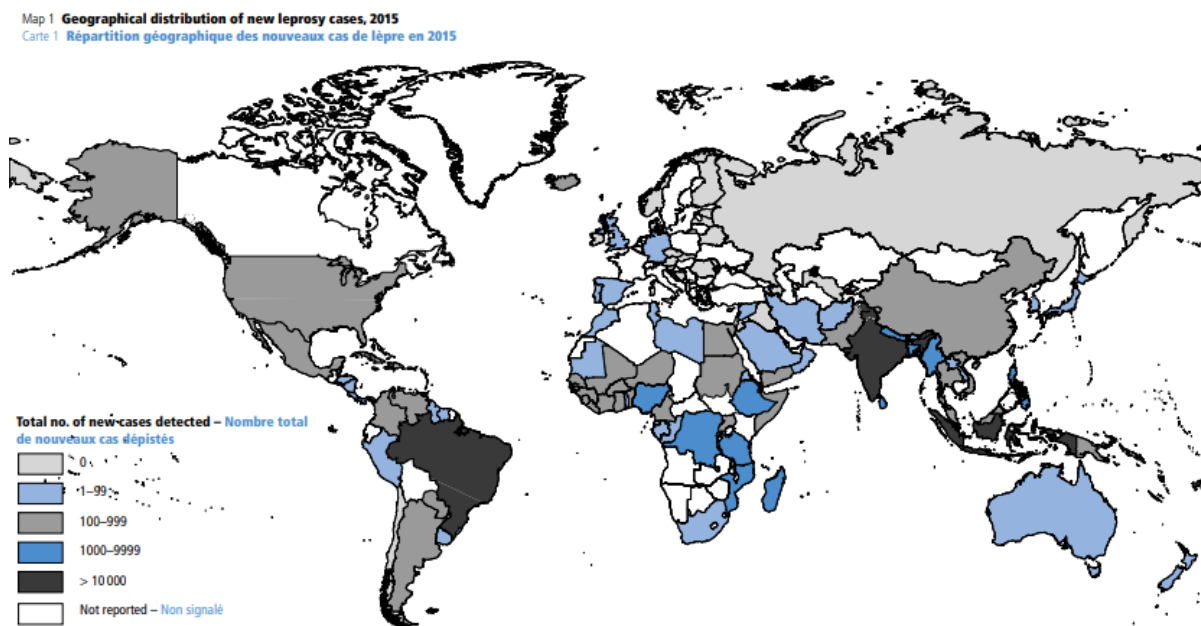 Map 1 Geographical distribution of new leprosy cases, 2015
Carte 1 Répartition géographique des nouveaux cas de lèpre en 2015
Total no. of new cases detected – Nombre total
de nouveaux cas dépistés
0
1–99
100–999
1000–9999
> 10 000
Not reported – Non signalé